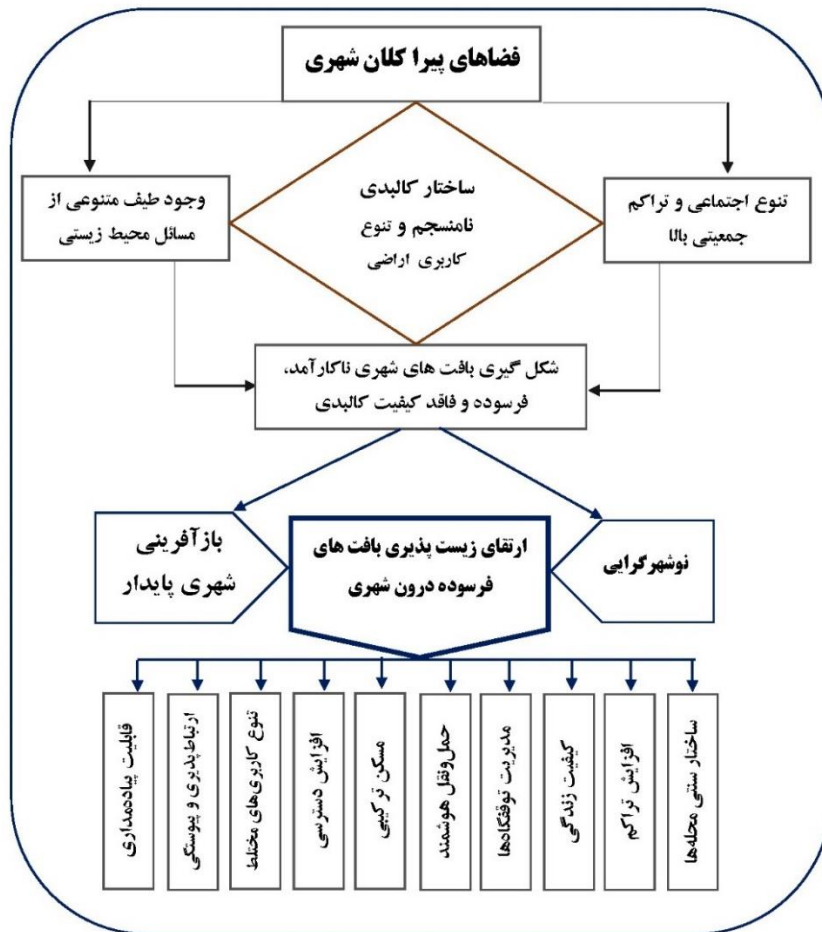 فضاهای پیرا کلان شهری
تنوع اجتماعی و تراکم
جمعیتی بالا
ساختار کالبدی
نامنسجم و تنوع
کاربری اراضی
وجود طیف متنوعی از
مسائل محیط زیستی
شکل گیری بافت های شهری ناکارآمد،
فرسوده و فاقد کیفیت کالبدی
نوشهرگرایی
ارتقای زیست پذیری بافت های
فرسوده درون شهری
بازآفرینی
شهری پایدار
ساختار سنتی محله‌ها
افزایش تراکم
کیفیت زندگی
مدیریت توقفگاه‌ها
حمل‌ونقل هوشمند
مسکن ترکیبی
افزایش دسترسی
تنوع کاربری‌های مختلط
ارتباط‌پذیری و پیوستگی
قابلیت پیاده‌مداری